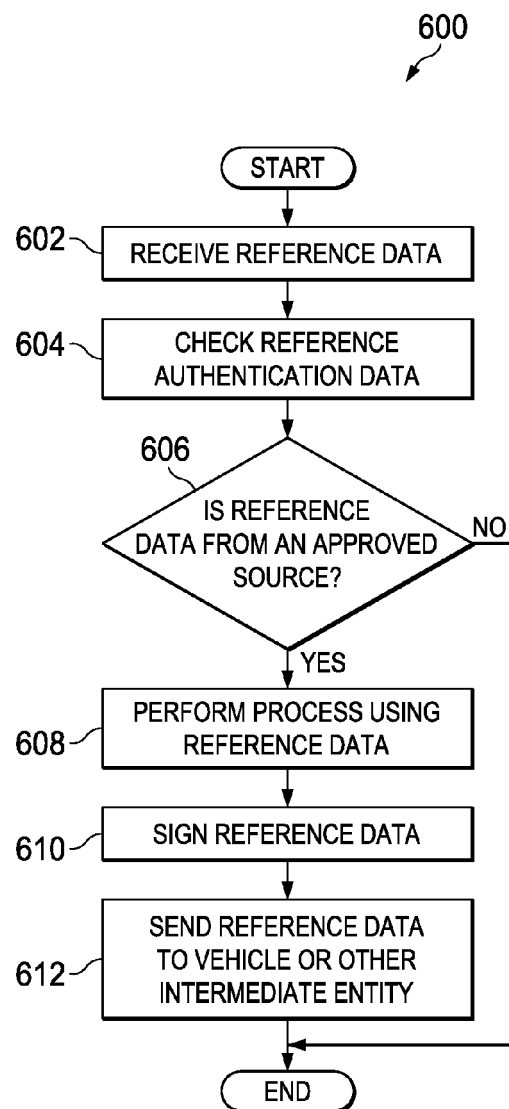 600
START
602
RECEIVE REFERENCE DATA
604
CHECK REFERENCE
AUTHENTICATION DATA
606
IS REFERENCE
DATA FROM AN APPROVED
SOURCE?
NO
YES
608
PERFORM PROCESS USING
REFERENCE DATA
610
SIGN REFERENCE DATA
612
SEND REFERENCE DATA
TO VEHICLE OR OTHER
INTERMEDIATE ENTITY
END